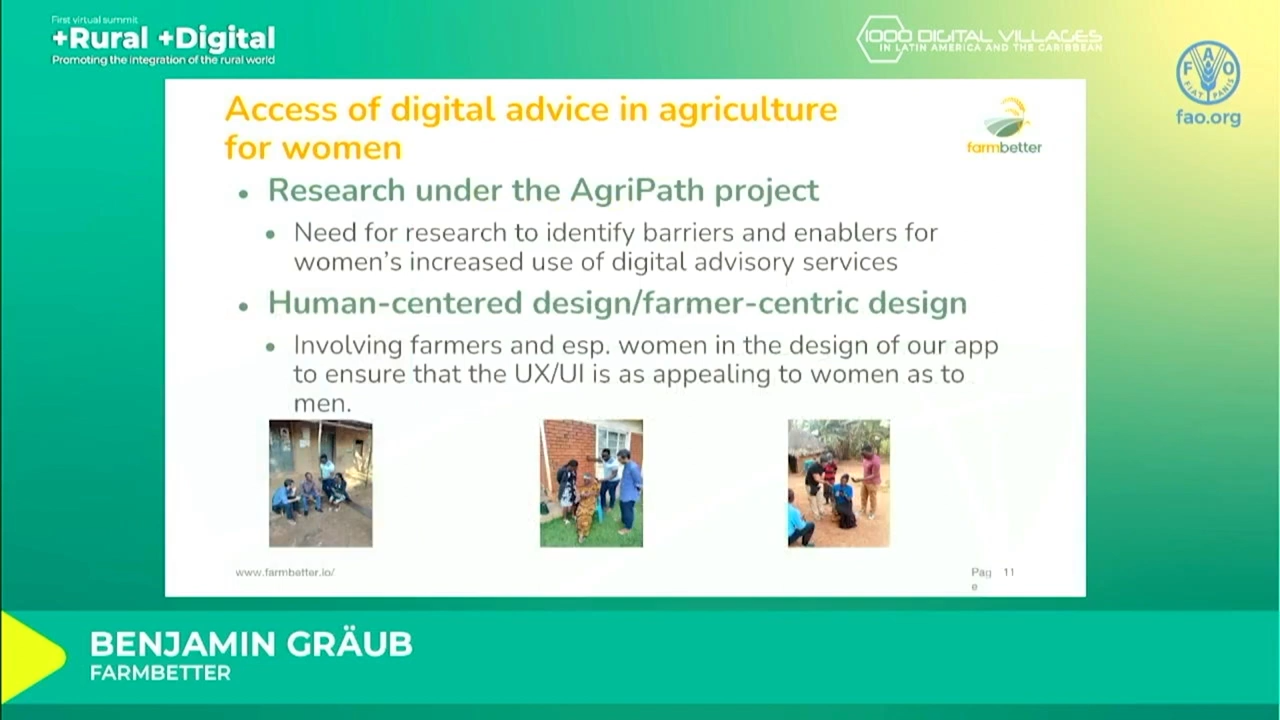 First virtual summit
+Rural +Digital
Promoting the integration of the rural world
1000 DIGITAL VILLAGES
IN LATIN AMERICA AND THE CARIBBEAN
F A O
FIAT PANIS
fao.org
Access of digital advice in agriculture
for women
farmbetter
• Research under the AgriPath project
• Need for research to identify barriers and enablers for
women’s increased use of digital advisory services
• Human-centered design/farmer-centric design
• Involving farmers and esp. women in the design of our app
to ensure that the UX/UI is as appealing to women as to
men.
www.farmbetter.io/
Pag 11
e
BENJAMIN GRÄUB
FARMBETTER